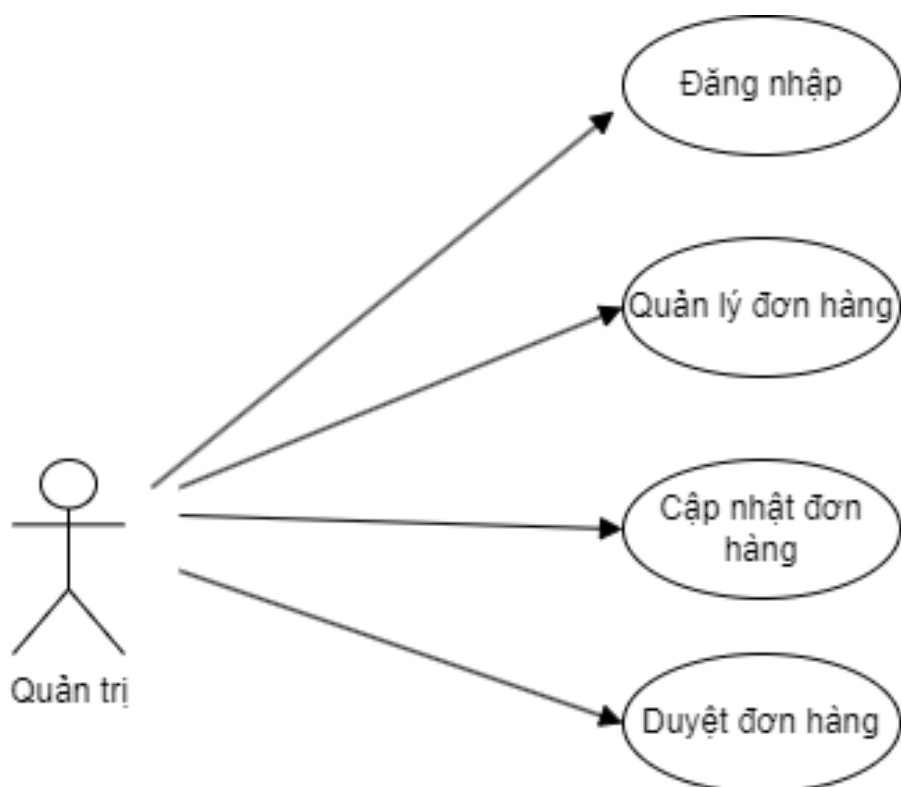 Đăng nhập
Quản lý đơn hàng
Cập nhật đơn
hàng
Quản trị
Duyệt đơn hàng